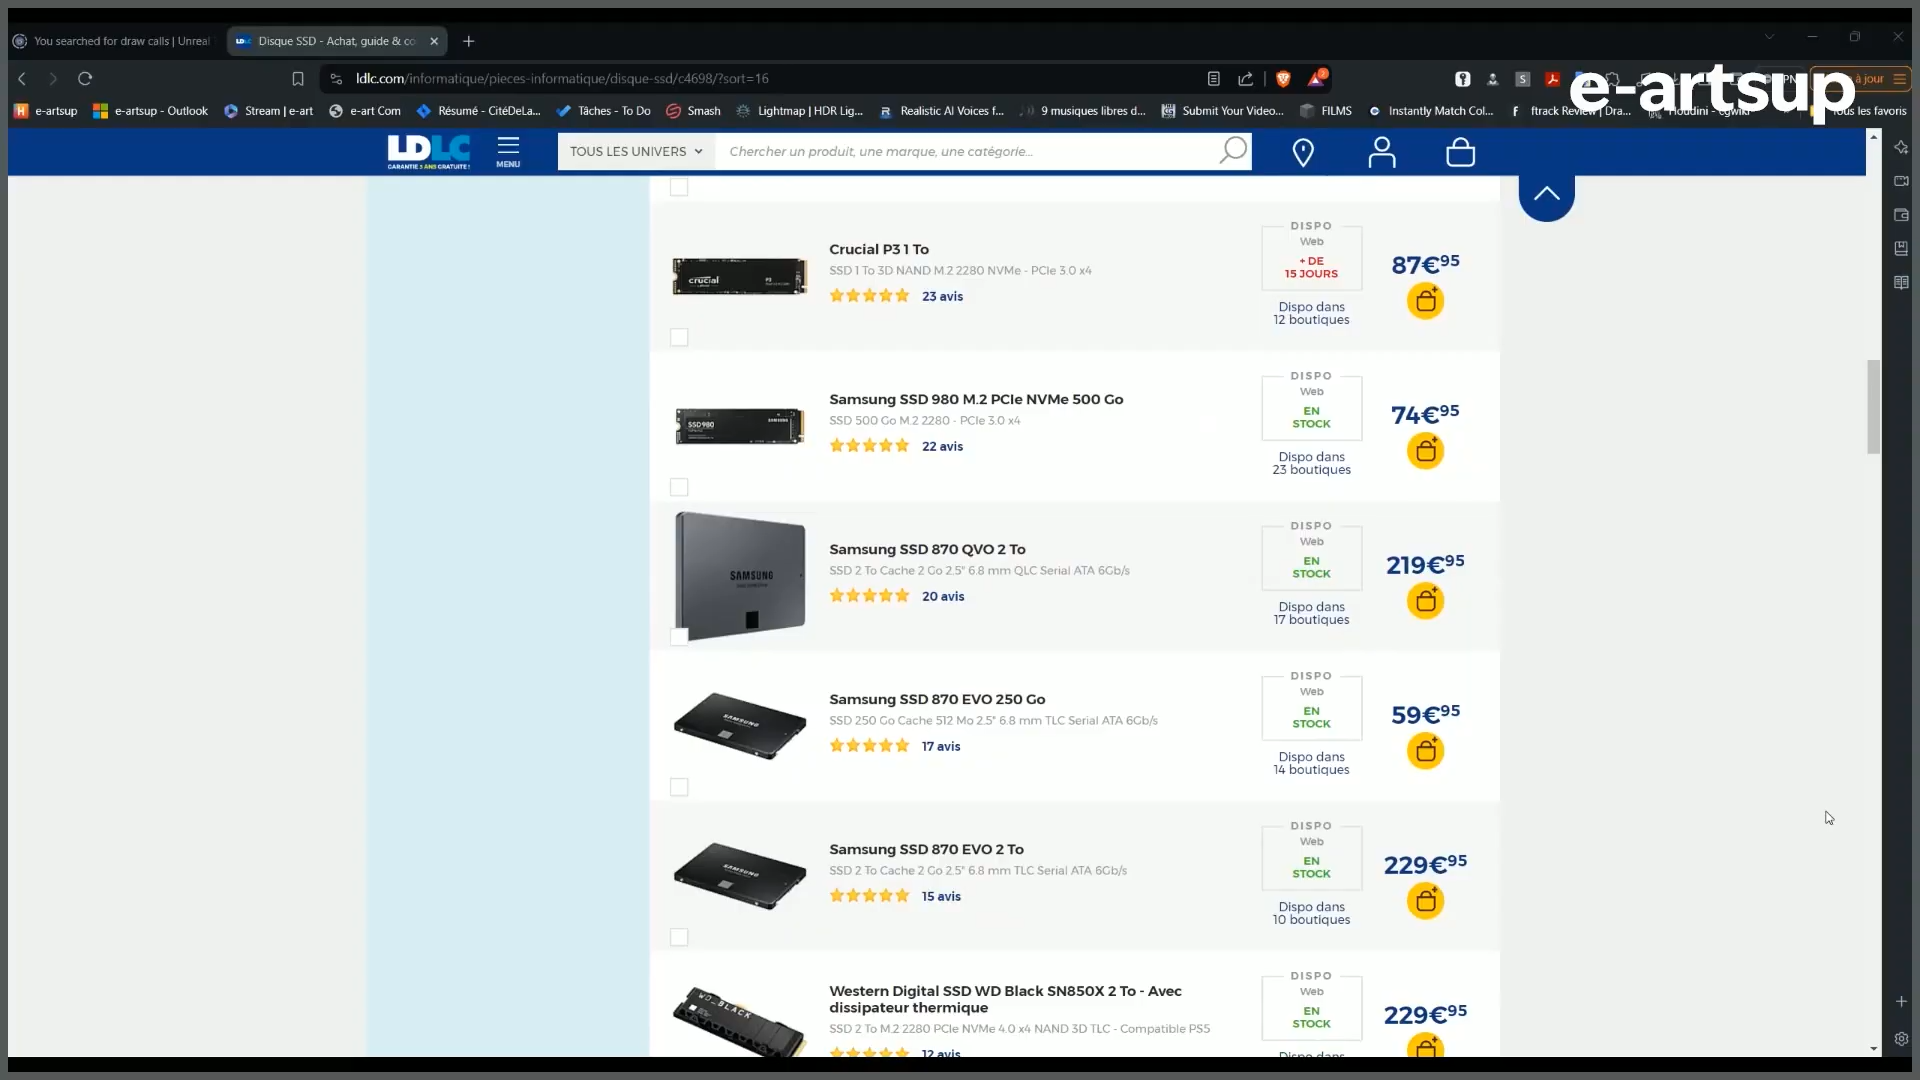 You searched for draw calls | Unreal
Disque SSD - Achat, guide & co
ldlc.com/informatique/pieces-informatique/disque-ssd/c4698/?sort=16
à jour
e-artsup
e-artsup
e-artsup - Outlook
Stream | e-art
e-art Com
Résumé - CitéDeLa...
Tâches - To Do
Smash
Lightmap | HDR Lig...
Realistic AI Voices f...
9 musiques libres d...
Submit Your Video...
FILMS
Instantly Match Col...
ftrack Review | Dra...
Houdini - cgwiki
Tous les favoris
LDLC
GARANTIE 3 ANS GRATUITE !
MENU
TOUS LES UNIVERS
Chercher un produit, une marque, une catégorie...
Crucial P3 1 To
SSD 1 To 3D NAND M.2 2280 NVMe - PCIe 3.0 x4
23 avis
DISPO
Web
+ DE
15 JOURS
Dispo dans
12 boutiques
87€95
crucial
P3
Samsung SSD 980 M.2 PCIe NVMe 500 Go
SSD 500 Go M.2 2280 - PCIe 3.0 x4
22 avis
DISPO
Web
EN
STOCK
Dispo dans
23 boutiques
74€95
SSD 980
SAMSUNG
Samsung SSD 870 QVO 2 To
SSD 2 To Cache 2 Go 2.5" 6.8 mm QLC Serial ATA 6Gb/s
20 avis
DISPO
Web
EN
STOCK
Dispo dans
17 boutiques
219€95
SAMSUNG
Samsung SSD 870 EVO 250 Go
SSD 250 Go Cache 512 Mo 2.5" 6.8 mm TLC Serial ATA 6Gb/s
17 avis
DISPO
Web
EN
STOCK
Dispo dans
14 boutiques
59€95
SAMSUNG
Samsung SSD 870 EVO 2 To
SSD 2 To Cache 2 Go 2.5" 6.8 mm TLC Serial ATA 6Gb/s
15 avis
DISPO
Web
EN
STOCK
Dispo dans
10 boutiques
229€95
SAMSUNG
Western Digital SSD WD Black SN850X 2 To - Avec
dissipateur thermique
SSD 2 To M.2 2280 PCIe NVMe 4.0 x4 NAND 3D TLC - Compatible PS5
12 avis
DISPO
Web
EN
STOCK
Dispo dans
229€95
WD_BLACK